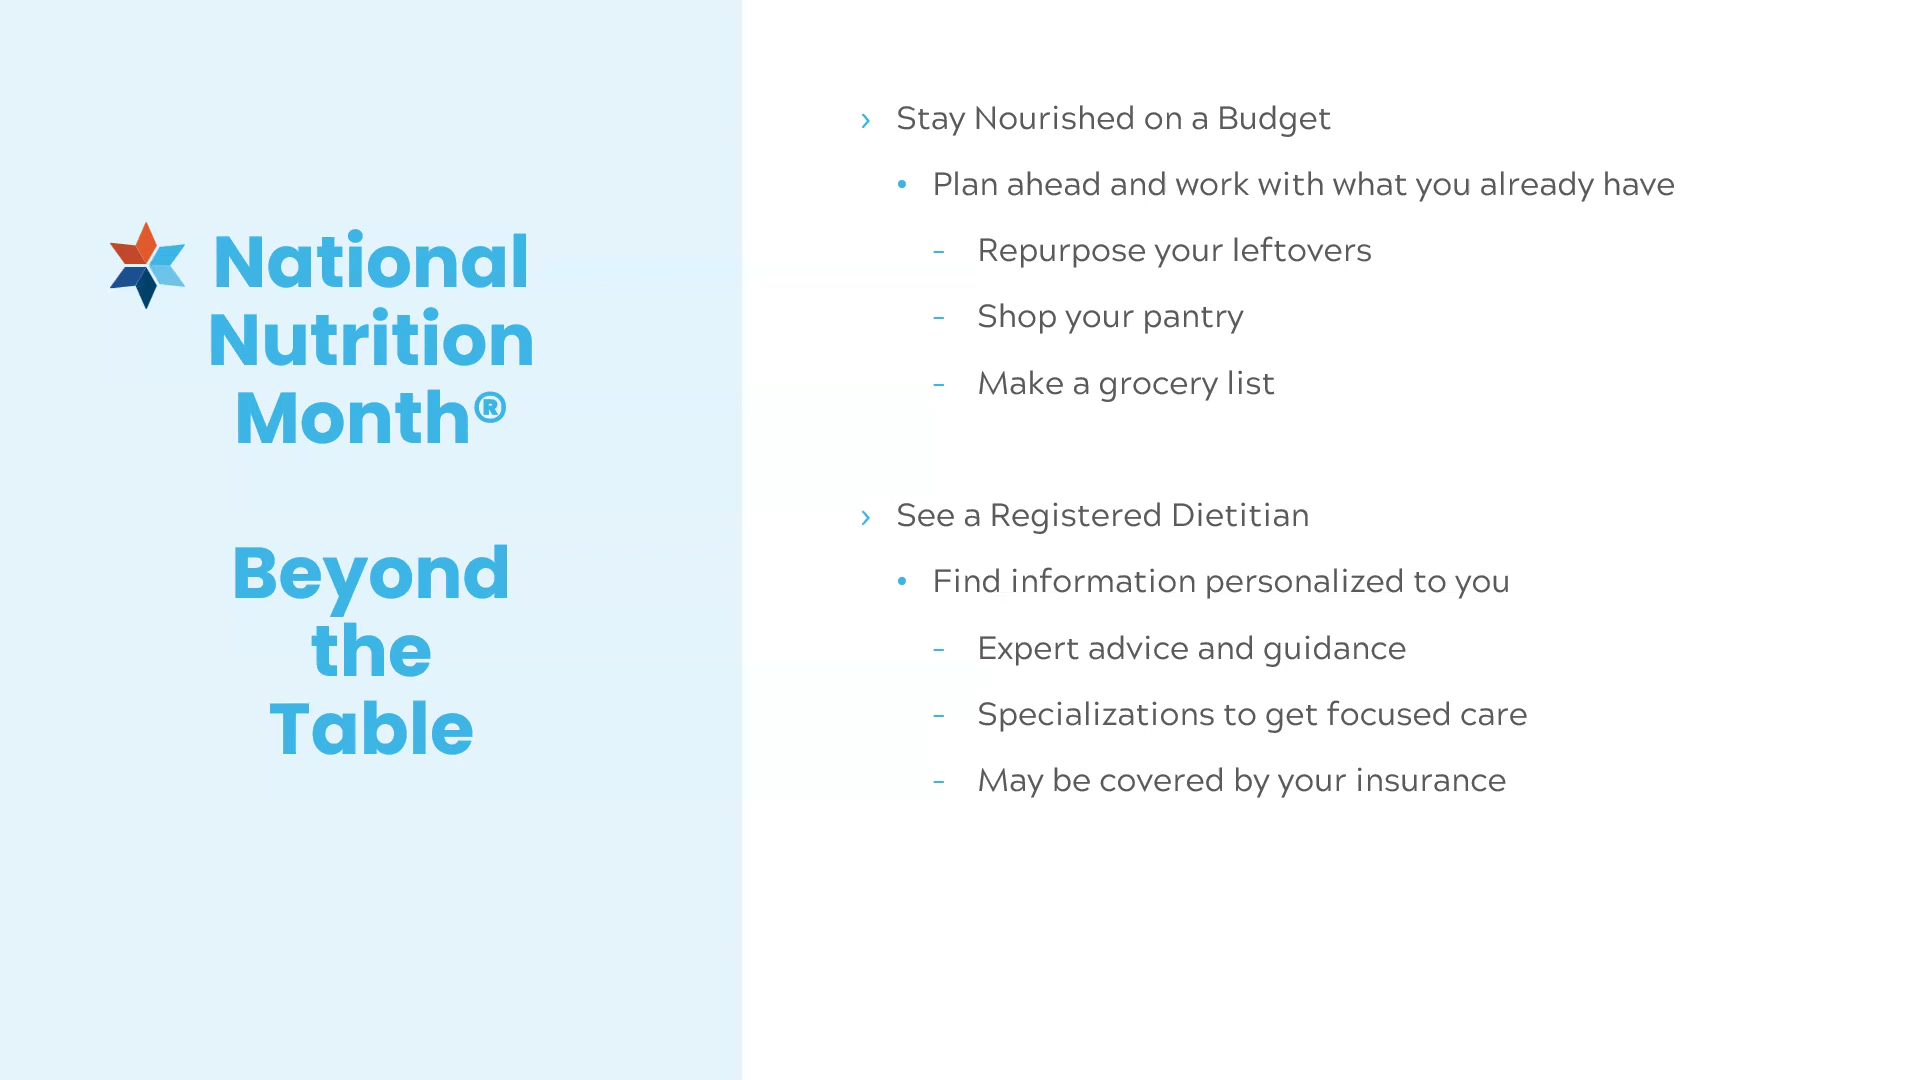 National
Nutrition
Month®
Beyond
the
Table
› Stay Nourished on a Budget
• Plan ahead and work with what you already have
- Repurpose your leftovers
- Shop your pantry
- Make a grocery list
› See a Registered Dietitian
• Find information personalized to you
- Expert advice and guidance
- Specializations to get focused care
- May be covered by your insurance